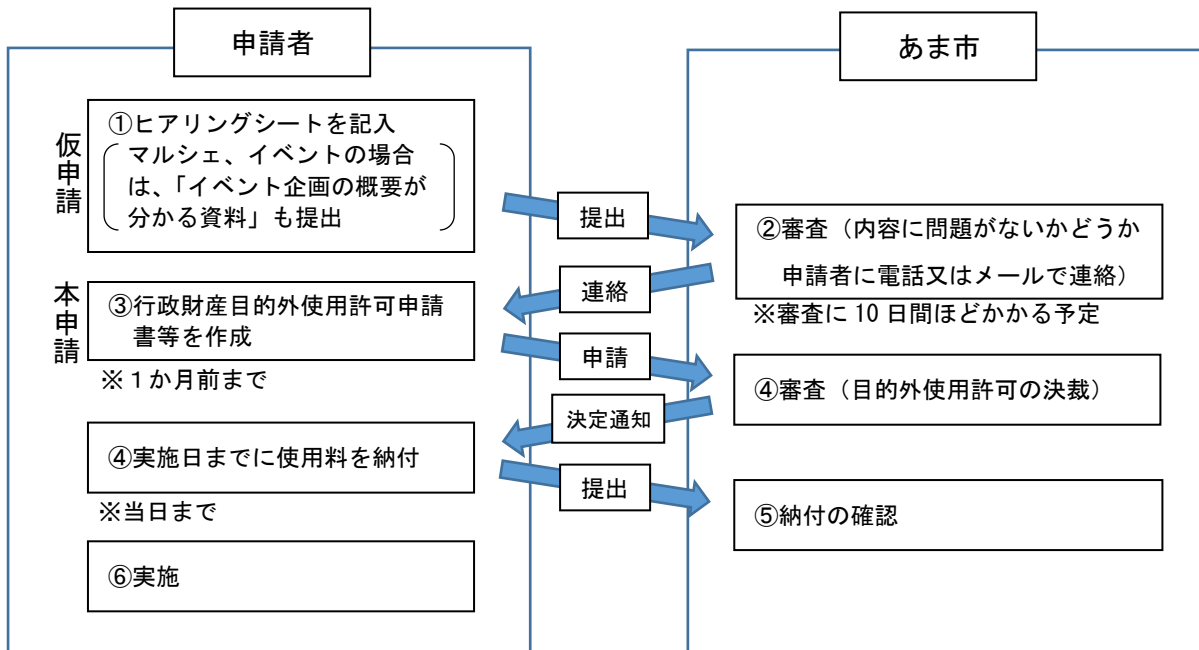 申請者
あま市
仮申請
①ヒアリングシートを記入
マルシェ、イベントの場合
は、「イベント企画の概要が
分かる資料」も提出
提出
②審査（内容に問題がないかどうか
申請者に電話又はメールで連絡）
※審査に 10 日間ほどかかる予定
連絡
本申請
③行政財産目的外使用許可申請
書等を作成
※１か月前まで
申請
④審査（目的外使用許可の決裁）
決定通知
④実施日までに使用料を納付
※当日まで
提出
⑤納付の確認
⑥実施